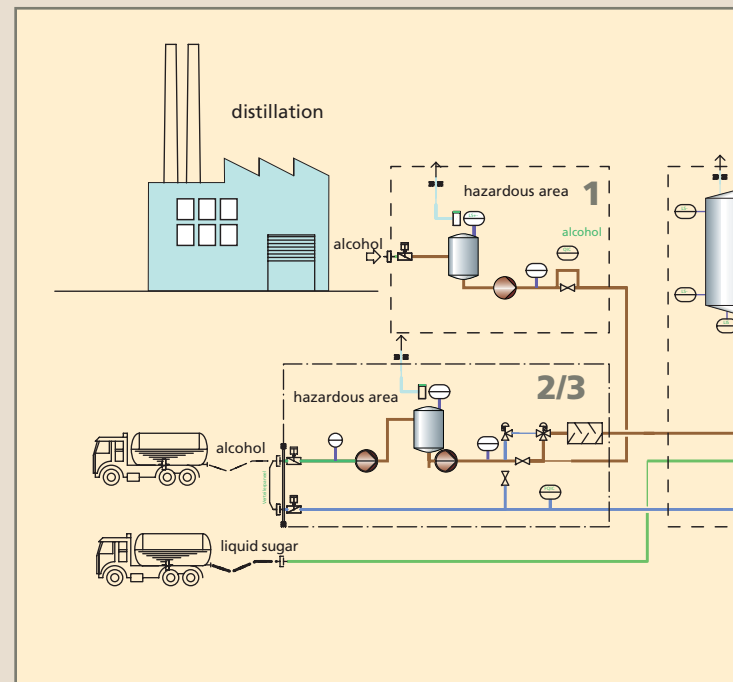 distillation
hazardous area
1
alcohol
alcohol
hazardous area
2/3
alcohol
liquid sugar